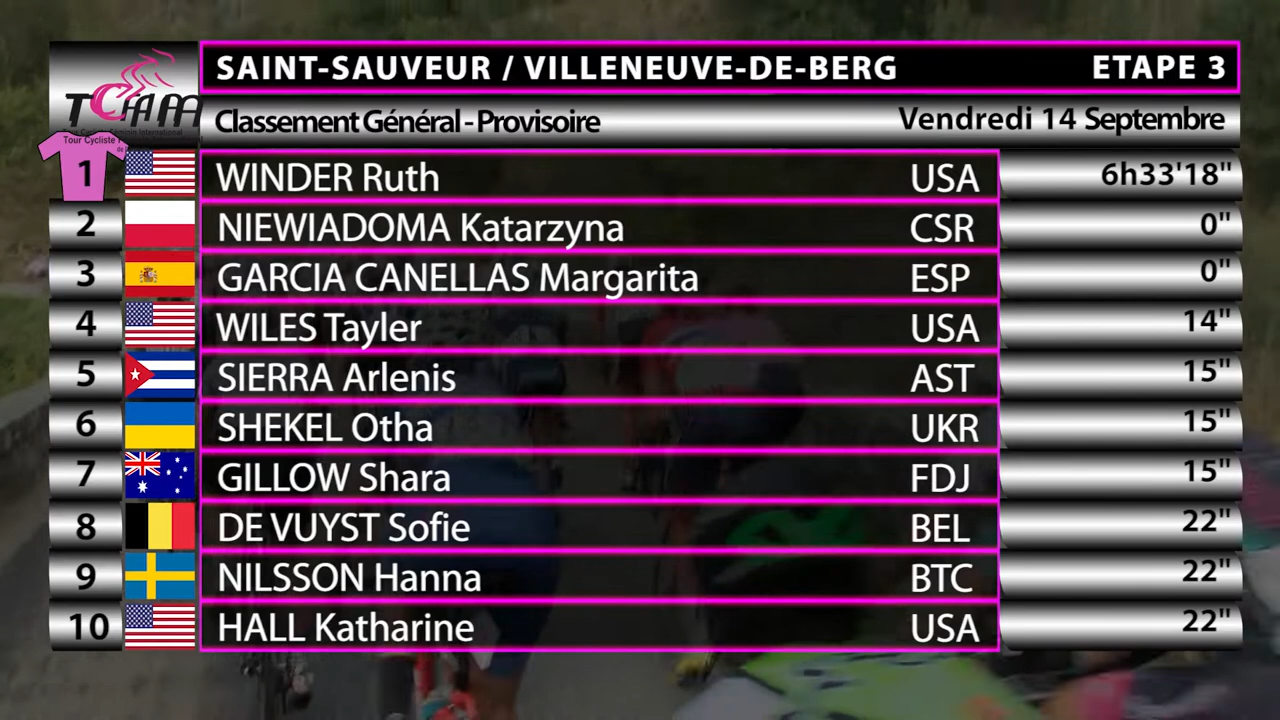 SAINT-SAUVEUR / VILLENEUVE-DE-BERG ETAPE 3
TCFIA
Tour Cycliste
Classement Général - Provisoire Vendredi 14 Septembre
1 WINDER Ruth USA 6h33'18"
2 NIEWIADOMA Katarzyna CSR 0"
3 GARCIA CANELLAS Margarita ESP 0"
4 WILES Tayler USA 14"
5 SIERRA Arlenis AST 15"
6 SHEKEL Otha UKR 15"
7 GILLOW Shara FDJ 15"
8 DE VUYST Sofie BEL 22"
9 NILSSON Hanna BTC 22"
10 HALL Katharine USA 22"